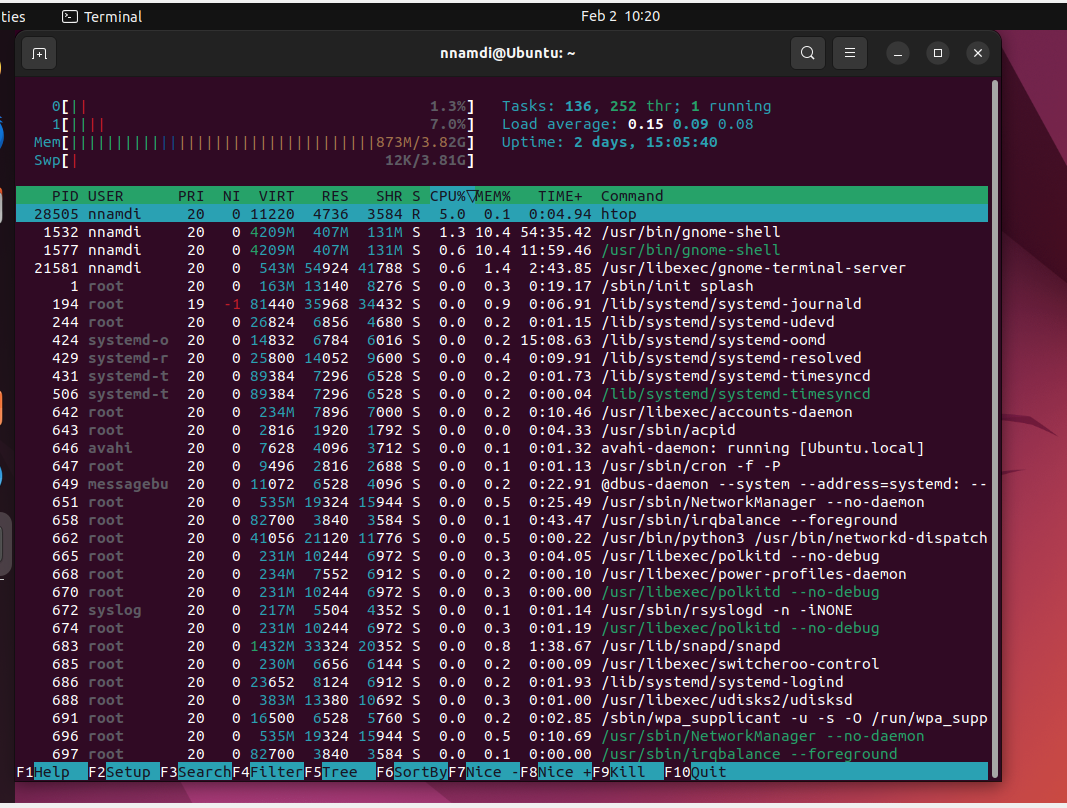 ties Terminal Feb 2 10:20
nnamdi@Ubuntu: ~
0[|| 1.3%] Tasks: 136, 252 thr; 1 running
1[|||| 7.0%] Load average: 0.15 0.09 0.08
Mem[||||||||||||||||||||||||||||||||||873M/3.82G] Uptime: 2 days, 15:05:40
Swp[| 12K/3.81G]
PID USER PRI NI VIRT RES SHR S CPU%▽MEM% TIME+ Command
28505 nnamdi 20 0 11220 4736 3584 R 5.0 0.1 0:04.94 htop
1532 nnamdi 20 0 4209M 407M 131M S 1.3 10.4 54:35.42 /usr/bin/gnome-shell
1577 nnamdi 20 0 4209M 407M 131M S 0.6 10.4 11:59.46 /usr/bin/gnome-shell
21581 nnamdi 20 0 543M 54924 41788 S 0.6 1.4 2:43.85 /usr/libexec/gnome-terminal-server
1 root 20 0 163M 13140 8276 S 0.0 0.3 0:19.17 /sbin/init splash
194 root 19 -1 81440 35968 34432 S 0.0 0.9 0:06.91 /lib/systemd/systemd-journald
244 root 20 0 26824 6856 4680 S 0.0 0.2 0:01.15 /lib/systemd/systemd-udevd
424 systemd-o 20 0 14832 6784 6016 S 0.0 0.2 15:08.63 /lib/systemd/systemd-oomd
429 systemd-r 20 0 25800 14052 9600 S 0.0 0.4 0:09.91 /lib/systemd/systemd-resolved
431 systemd-t 20 0 89384 7296 6528 S 0.0 0.2 0:01.73 /lib/systemd/systemd-timesyncd
506 systemd-t 20 0 89384 7296 6528 S 0.0 0.2 0:00.04 /lib/systemd/systemd-timesyncd
642 root 20 0 234M 7896 7000 S 0.0 0.2 0:10.46 /usr/libexec/accounts-daemon
643 root 20 0 2816 1920 1792 S 0.0 0.0 0:04.33 /usr/sbin/acpid
646 avahi 20 0 7628 4096 3712 S 0.0 0.1 0:01.32 avahi-daemon: running [Ubuntu.local]
647 root 20 0 9496 2816 2688 S 0.0 0.1 0:01.13 /usr/sbin/cron -f -P
649 messagebu 20 0 11072 6528 4096 S 0.0 0.2 0:22.91 @dbus-daemon --system --address=systemd: --
651 root 20 0 535M 19324 15944 S 0.0 0.5 0:25.49 /usr/sbin/NetworkManager --no-daemon
658 root 20 0 82700 3840 3584 S 0.0 0.1 0:43.47 /usr/sbin/irqbalance --foreground
662 root 20 0 41056 21120 11776 S 0.0 0.5 0:00.22 /usr/bin/python3 /usr/bin/networkd-dispatch
665 root 20 0 231M 10244 6972 S 0.0 0.3 0:04.05 /usr/libexec/polkitd --no-debug
668 root 20 0 234M 7552 6912 S 0.0 0.2 0:00.10 /usr/libexec/power-profiles-daemon
670 root 20 0 231M 10244 6972 S 0.0 0.3 0:00.00 /usr/libexec/polkitd --no-debug
672 syslog 20 0 217M 5504 4352 S 0.0 0.1 0:01.14 /usr/sbin/rsyslogd -n -iNONE
674 root 20 0 231M 10244 6972 S 0.0 0.3 0:01.19 /usr/libexec/polkitd --no-debug
683 root 20 0 1432M 33324 20352 S 0.0 0.8 1:38.67 /usr/lib/snapd/snapd
685 root 20 0 230M 6656 6144 S 0.0 0.2 0:00.09 /usr/libexec/switcheroo-control
686 root 20 0 23652 8124 6912 S 0.0 0.2 0:01.93 /lib/systemd/systemd-logind
688 root 20 0 383M 13380 10692 S 0.0 0.3 0:01.00 /usr/libexec/udisks2/udisksd
691 root 20 0 16500 6528 5760 S 0.0 0.2 0:02.85 /sbin/wpa_supplicant -u -s -O /run/wpa_supp
696 root 20 0 535M 19324 15944 S 0.0 0.5 0:10.69 /usr/sbin/NetworkManager --no-daemon
697 root 20 0 82700 3840 3584 S 0.0 0.1 0:00.00 /usr/sbin/irqbalance --foreground
F1Help F2Setup F3SearchF4FilterF5Tree F6SortByF7Nice -F8Nice +F9Kill F10Quit